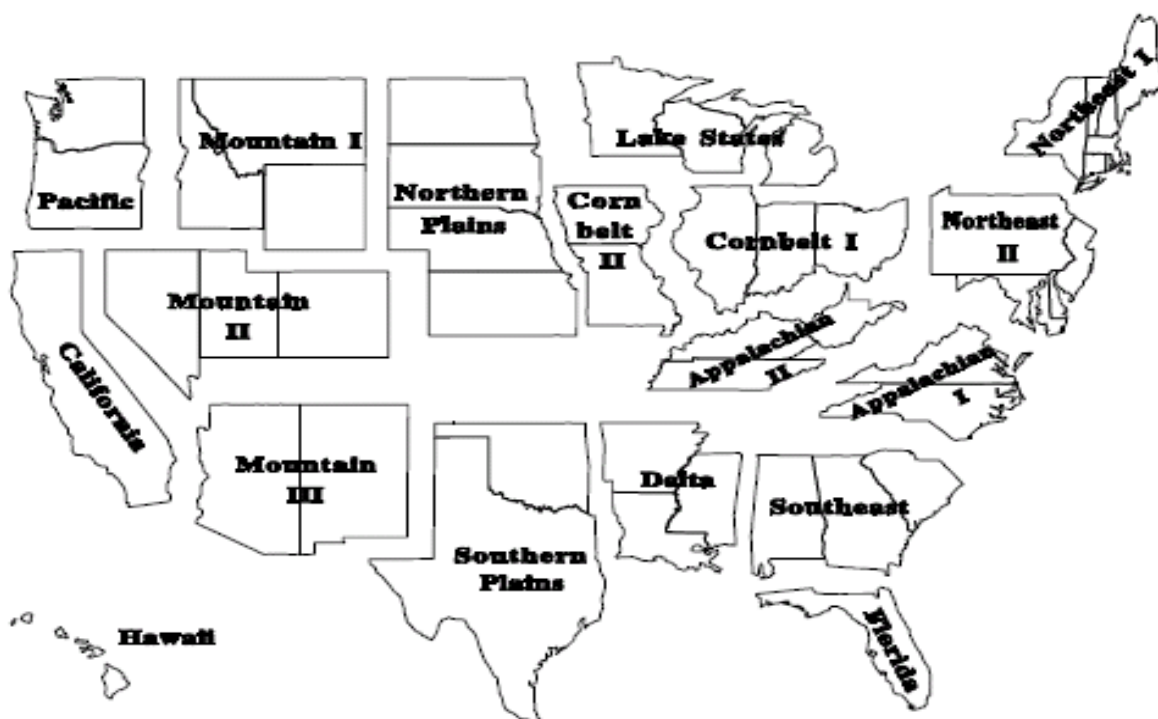 Northeast I
Mountain I
Lake States
Pacific
Northern
Plains
Corn
belt
II
Cornbelt I
Northeast
II
Mountain
II
California
Appalachian
II
Appalachian
I
Mountain
III
Delta
Southeast
Southern
Plains
Hawaii
Florida